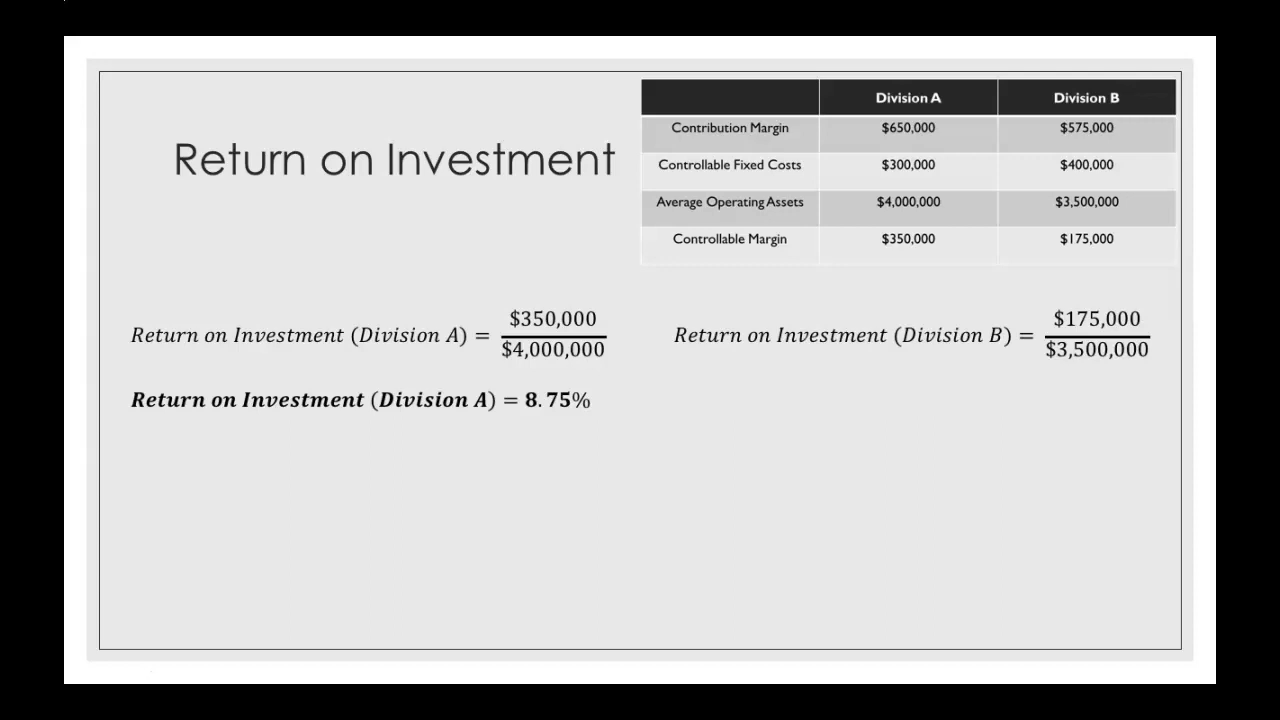 Return on Investment
Division A Division B
Contribution Margin $650,000 $575,000
Controllable Fixed Costs $300,000 $400,000
Average Operating Assets $4,000,000 $3,500,000
Controllable Margin $350,000 $175,000
Return on Investment (Division A) = $350,000 / $4,000,000
Return on Investment (Division A) = 8.75%
Return on Investment (Division B) = $175,000 / $3,500,000